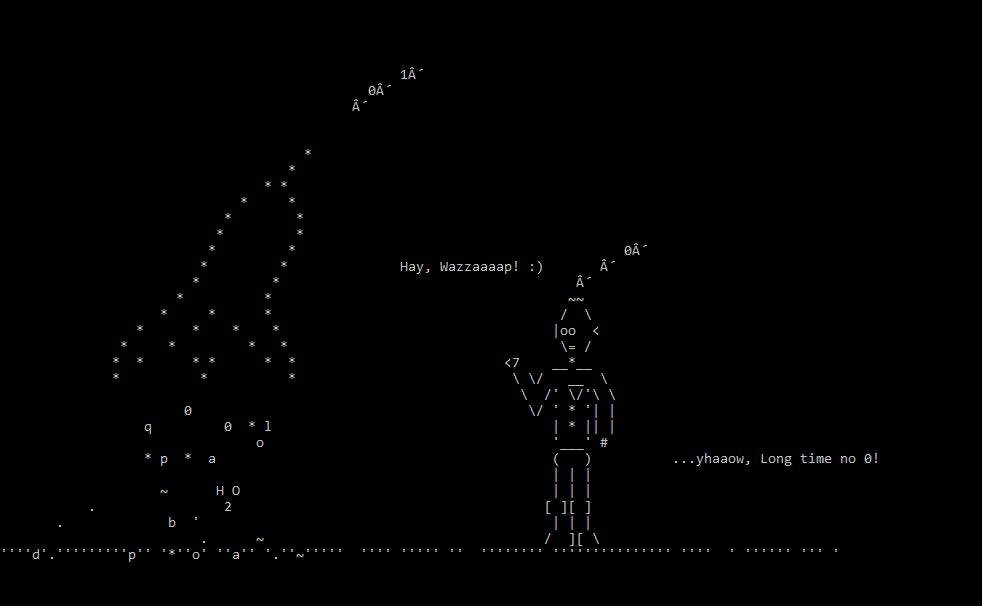 1Â´
0Â´
Â´
0Â´
Hay, Wazzaaaap! :)
Â´
Â´
...yhaaow, Long time no 0!
0
q 0 * l
o
* p * a
~ H O
2
b '
d p o a